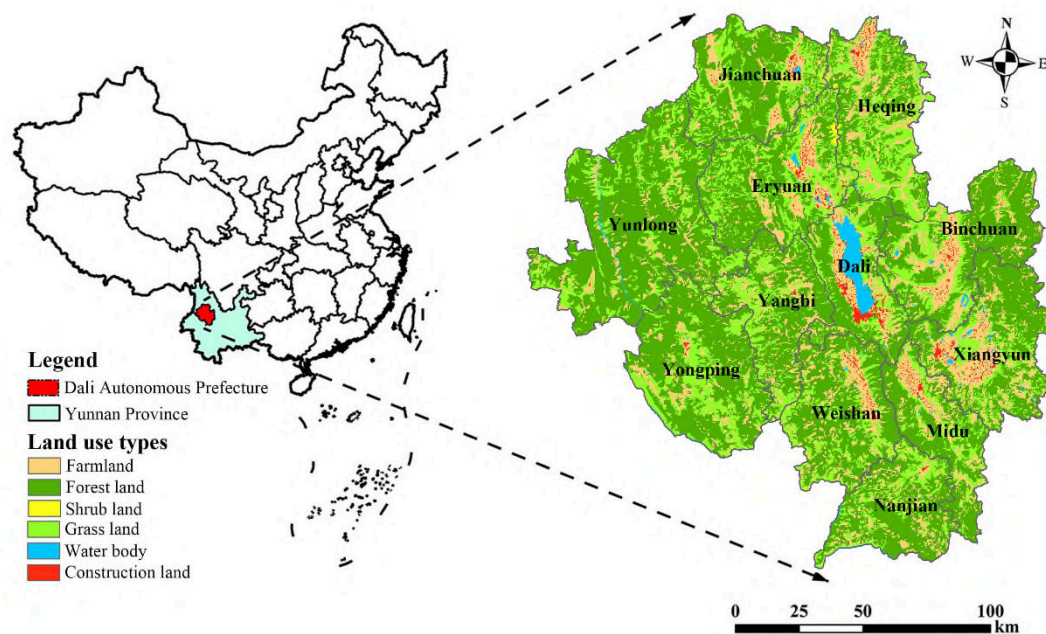 Legend
Dali Autonomous Prefecture
Yunnan Province
Land use types
Farmland
Forest land
Shrub land
Grass land
Water body
Construction land
N
W E
S
Jianchuan
Heqing
Eryuan
Yunlong
Binchuan
Dali
Yangbi
Xiangyun
Yongping
Weishan
Midu
Nanjian
0 25 50 100
km